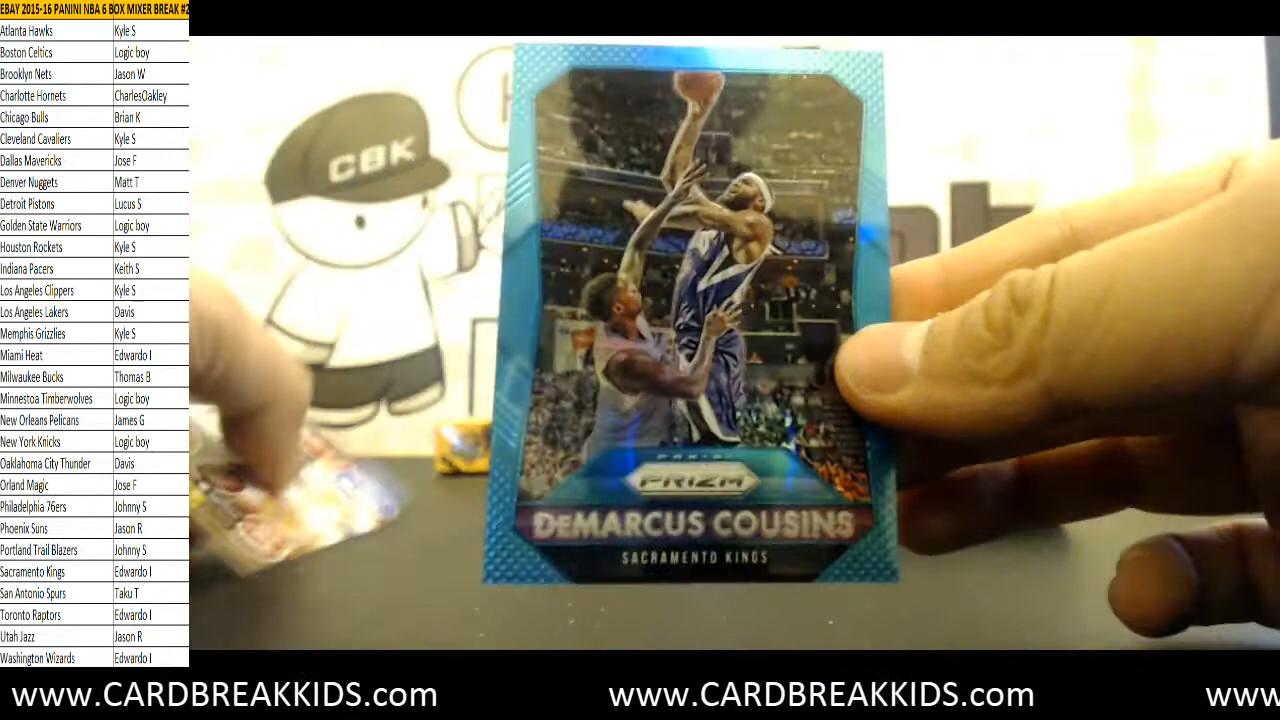 EBAY 2015-16 PANINI NBA 6 BOX MIXER BREAK #2
Atlanta Hawks Kyle S
Boston Celtics Logic boy
Brooklyn Nets Jason W
Charlotte Hornets CharlesOakley
Chicago Bulls Brian K
Cleveland Cavaliers Kyle S
Dallas Mavericks Jose F
Denver Nuggets Matt T
Detroit Pistons Lucus S
Golden State Warriors Logic boy
Houston Rockets Kyle S
Indiana Pacers Keith S
Los Angeles Clippers Kyle S
Los Angeles Lakers Davis
Memphis Grizzlies Kyle S
Miami Heat Edwardo I
Milwaukee Bucks Thomas B
Minnestoa Timberwolves Logic boy
New Orleans Pelicans James G
New York Knicks Logic boy
Oaklahoma City Thunder Davis
Orland Magic Jose F
Philadelphia 76ers Johnny S
Phoenix Suns Jason R
Portland Trail Blazers Johnny S
Sacramento Kings Edwardo I
San Antonio Spurs Taku T
Toronto Raptors Edwardo I
Utah Jazz Jason R
Washington Wizards Edwardo I
CBK
PANINI
PRIZM
DEMARCUS COUSINS
SACRAMENTO KINGS
www.CARDBREAKKIDS.com www.CARDBREAKKIDS.com ww